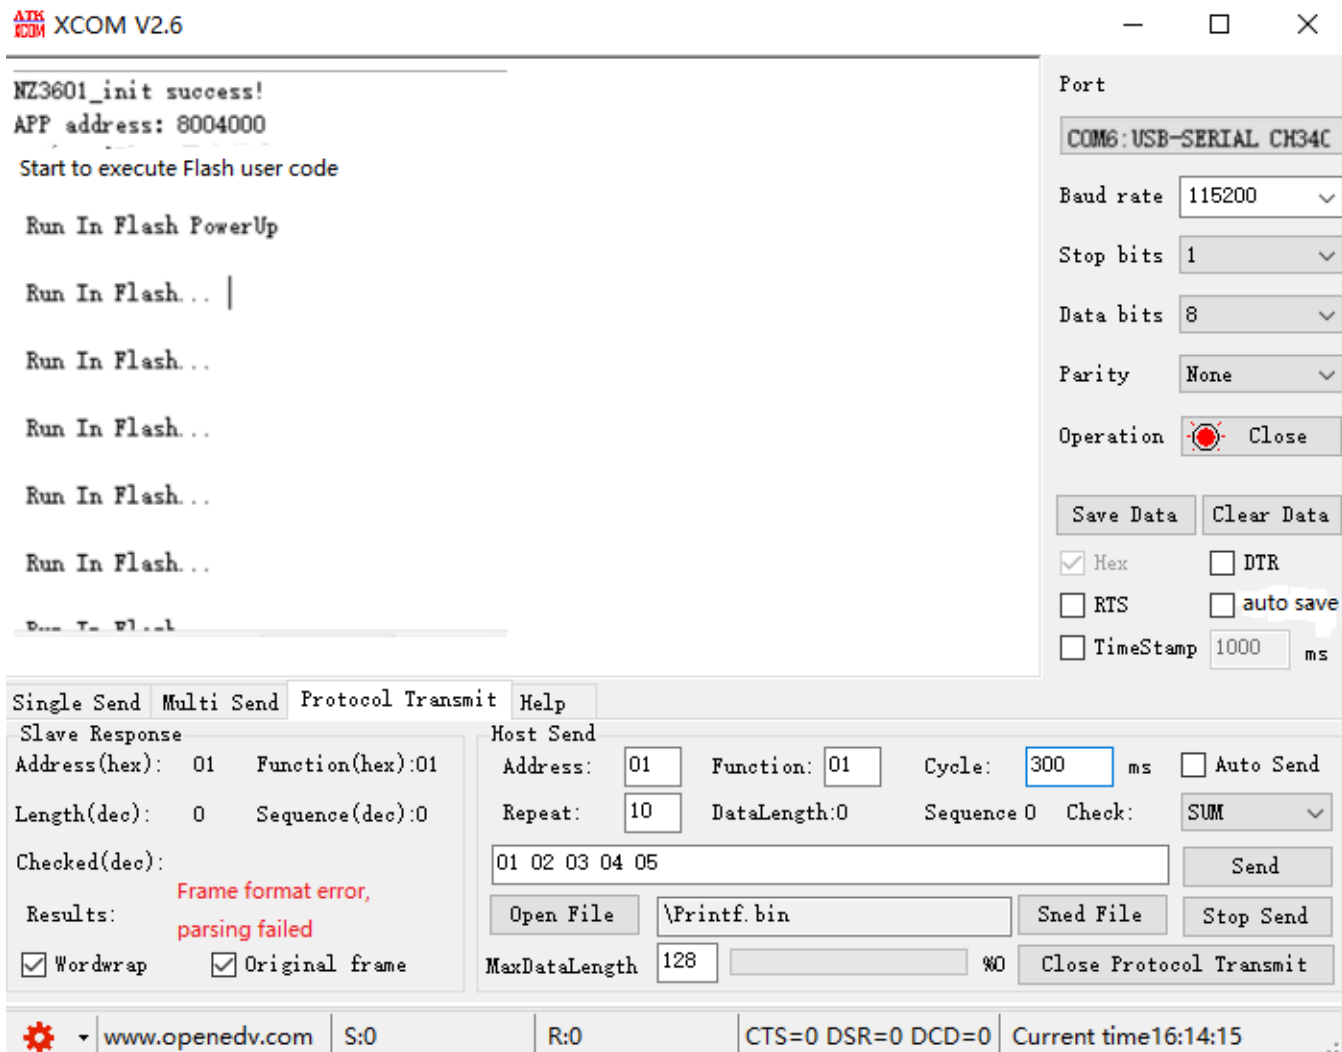 ATK XCOM XCOM V2.6
NZ3601_init success!
APP address: 8004000
Start to execute Flash user code
Run In Flash PowerUp
Run In Flash...
Run In Flash...
Run In Flash...
Run In Flash...
Run In Flash...
Port
COM6:USB-SERIAL CH340
Baud rate 115200
Stop bits 1
Data bits 8
Parity None
Operation Close
Save Data Clear Data
Hex DTR
RTS auto save
TimeStamp 1000 ms
Single Send Multi Send Protocol Transmit Help
Slave Response
Address(hex): 01 Function(hex):01
Length(dec): 0 Sequence(dec):0
Checked(dec):
Results: Frame format error,
parsing failed
Wordwrap Original frame
Host Send
Address: 01 Function: 01 Cycle: 300 ms Auto Send
Repeat: 10 DataLength:0 Sequence 0 Check: SUM
01 02 03 04 05 Send
Open File \Printf.bin Sned File Stop Send
MaxDataLength 128 %0 Close Protocol Transmit
www.openedv.com S:0 R:0 CTS=0 DSR=0 DCD=0 Current time16:14:15